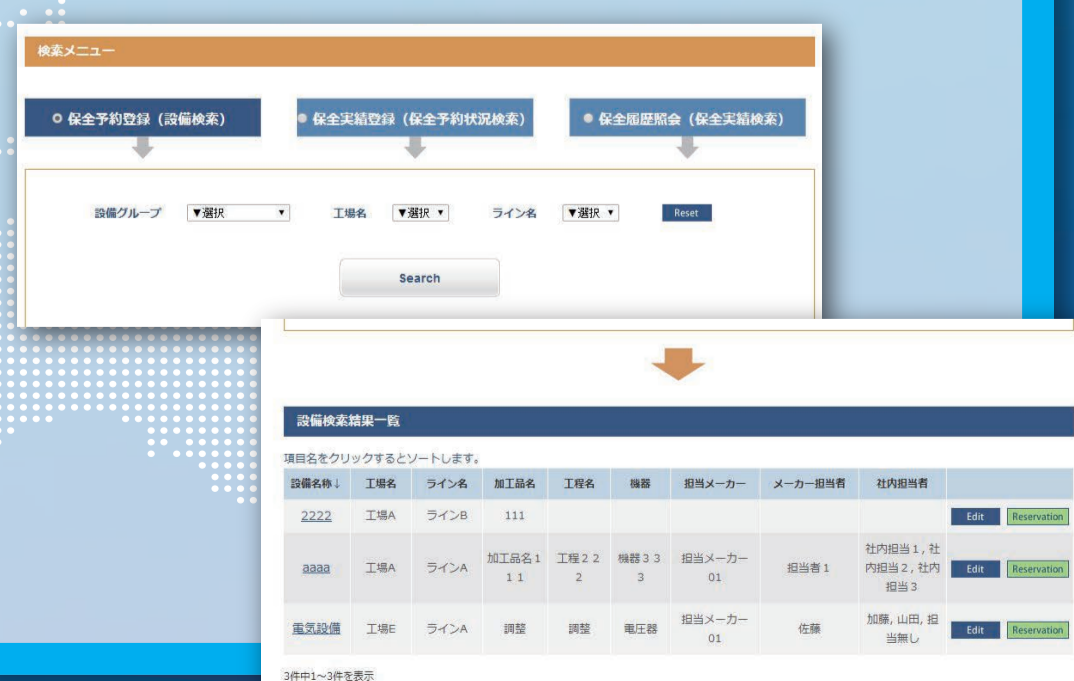 検索メニュー
保全予約登録（設備検索）
保全実績登録（保全予約状況検索）
保全履歴照会（保全実績検索）
設備グループ ▼選択 ▼ 工場名 ▼選択 ▼ ライン名 ▼選択 ▼ Reset
Search
設備検索結果一覧
項目名をクリックするとソートします。
設備名称↓ 工場名 ライン名 加工品名 工程名 機器 担当メーカー メーカー担当者 社内担当者
2222 工場A ラインB 111 Edit Reservation
aaaa 工場A ラインA 加工品名１１１ 工程２２２ 機器３３３ 担当メーカー01 担当者１ 社内担当１, 社内担当２, 社内担当３ Edit Reservation
電気設備 工場E ラインA 調整 調整 電圧器 担当メーカー01 佐藤 加藤, 山田, 担当無し Edit Reservation
3件中1～3件を表示